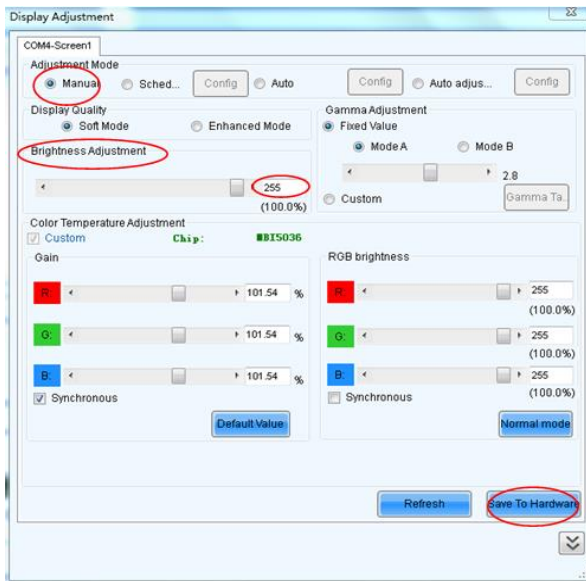 Display Adjustment
COM4-Screen1
Adjustment Mode
Manual Sched... Config Auto Config Auto adjus... Config
Display Quality
Soft Mode Enhanced Mode
Brightness Adjustment
255
(100.0%)
Gamma Adjustment
Fixed Value
Mode A Mode B
2.8
Custom Gamma Ta..
Color Temperature Adjustment
Custom Chip: MBI5036
Gain
R: 101.54 %
G: 101.54 %
B: 101.54 %
Synchronous
Default Value
RGB brightness
R: 255
(100.0%)
G: 255
(100.0%)
B: 255
(100.0%)
Synchronous
Normal mode
Refresh Save To Hardware